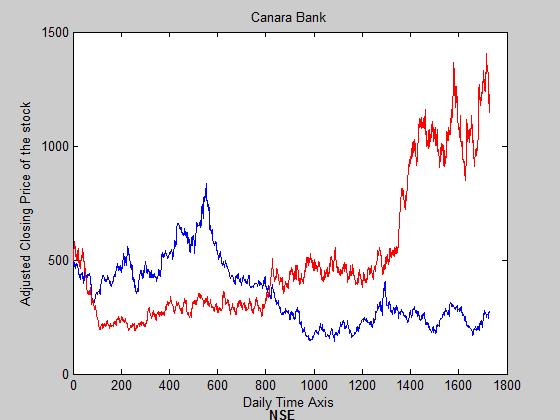 Canara Bank
1500
1000
500
0
Adjusted Closing Price of the stock
0 200 400 600 800 1000 1200 1400 1600 1800
Daily Time Axis
NSE